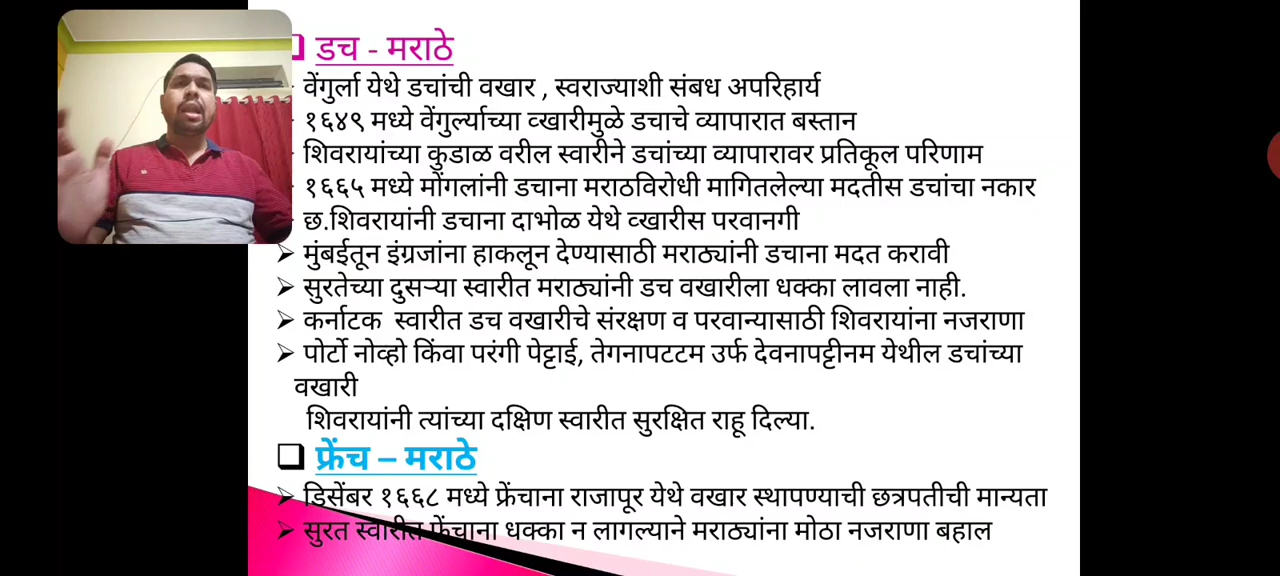 डच - मराठे
वेंगुर्ला येथे डचांची वखार , स्वराज्याशी संबध अपरिहार्य
१६४९ मध्ये वेंगुर्ल्याच्या व्खारीमुळे डचाचे व्यापारात बस्तान
शिवरायांच्या कुडाळ वरील स्वारीने डचांच्या व्यापारावर प्रतिकूल परिणाम
१६६५ मध्ये मोंगलांनी डचाना मराठविरोधी मागितलेल्या मदतीस डचांचा नकार
छ.शिवरायांनी डचाना दाभोळ येथे व्खारीस परवानगी
मुंबईतून इंग्रजांना हाकलून देण्यासाठी मराठ्यांनी डचाना मदत करावी
सुरतेच्या दुसऱ्या स्वारीत मराठ्यांनी डच वखारीला धक्का लावला नाही.
कर्नाटक स्वारीत डच वखारीचे संरक्षण व परवान्यासाठी शिवरायांना नजराणा
पोर्टो नोव्हो किंवा परंगी पेट्टाई, तेगनापटटम उर्फ देवनापट्टीनम येथील डचांच्या
वखारी
शिवरायांनी त्यांच्या दक्षिण स्वारीत सुरक्षित राहू दिल्या.
फ्रेंच – मराठे
डिसेंबर १६६८ मध्ये फ्रेंचाना राजापूर येथे वखार स्थापण्याची छत्रपतीची मान्यता
सुरत स्वारीत फ्रेंचाना धक्का न लागल्याने मराठ्यांना मोठा नजराणा बहाल